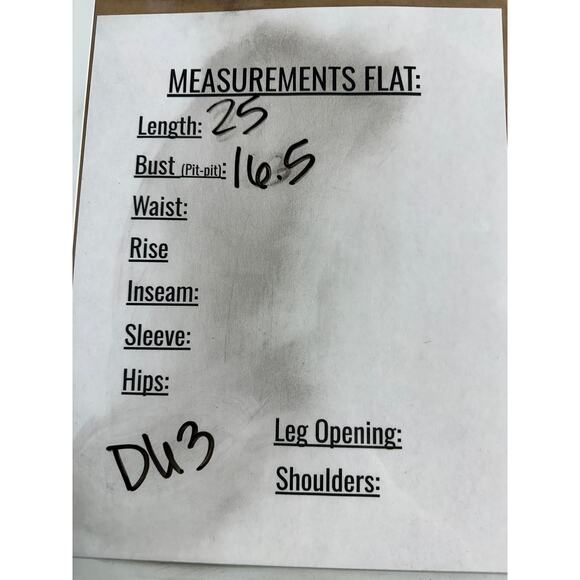 MEASUREMENTS FLAT:
Length: 25
Bust (Pit-pit): 16.5
Waist:
Rise
Inseam:
Sleeve:
Hips:
Leg Opening:
DU3
Shoulders: